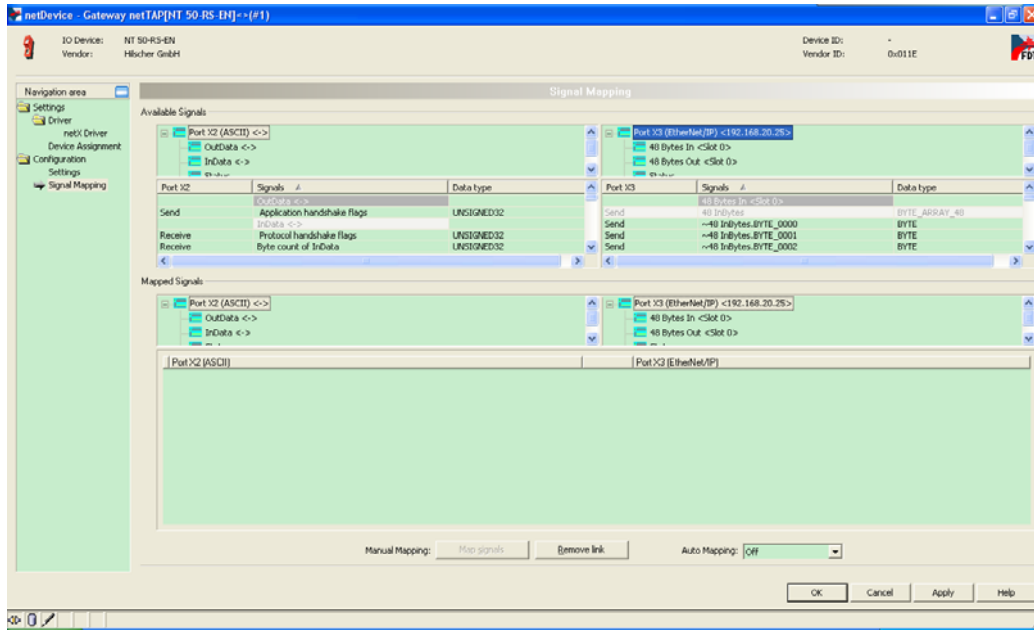 netDevice - Gateway netTAP[NT 50-RS-EN]<>(#1)
IO Device: NT 50-RS-EN
Vendor: Hilscher GmbH
Device ID: -
Vendor ID: 0x011E
FDT
Navigation area
Settings
Driver
netX Driver
Device Assignment
Configuration
Settings
Signal Mapping
Signal Mapping
Available Signals
Port X2 (ASCII) <->
OutData <->
InData <->
Port X3 (EtherNet/IP) <192.168.20.25>
48 Bytes In <Slot 0>
48 Bytes Out <Slot 0>
Port X2 Signals Data type
OutData <->
Send Application handshake flags UNSIGNED32
InData <->
Receive Protocol handshake flags UNSIGNED32
Receive Byte count of InData UNSIGNED32
Port X3 Signals Data type
48 Bytes In <Slot 0>
Send 48 InBytes BYTE_ARRAY_48
Send ~48 InBytes.BYTE_0000 BYTE
Send ~48 InBytes.BYTE_0001 BYTE
Send ~48 InBytes.BYTE_0002 BYTE
Mapped Signals
Port X2 (ASCII) <->
OutData <->
InData <->
Port X3 (EtherNet/IP) <192.168.20.25>
48 Bytes In <Slot 0>
48 Bytes Out <Slot 0>
Port X2 (ASCII) Port X3 (EtherNet/IP)
Manual Mapping: Map signals Remove link Auto Mapping: Off
OK Cancel Apply Help